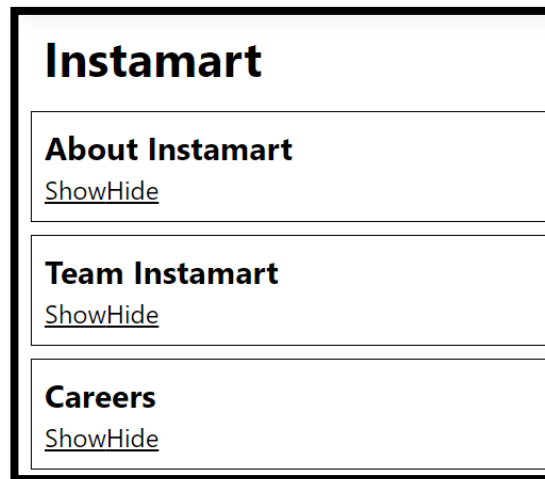 Instamart
About Instamart
ShowHide
Team Instamart
ShowHide
Careers
ShowHide